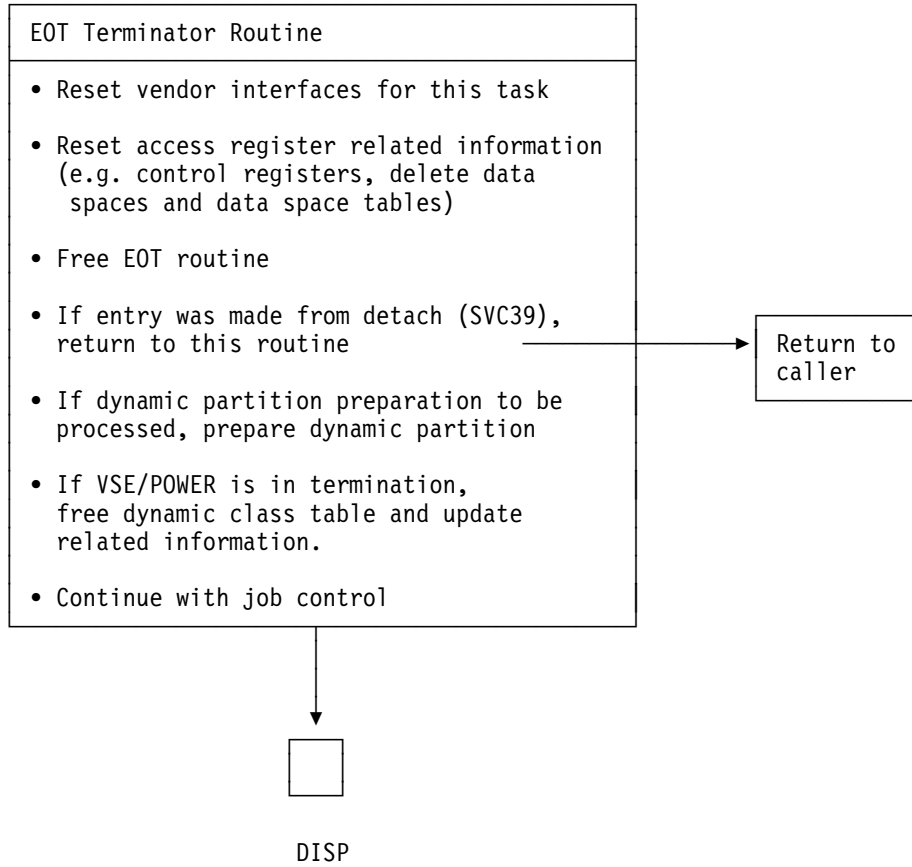 EOT Terminator Routine
• Reset vendor interfaces for this task
• Reset access register related information
(e.g. control registers, delete data
spaces and data space tables)
• Free EOT routine
• If entry was made from detach (SVC39),
return to this routine
Return to
caller
• If dynamic partition preparation to be
processed, prepare dynamic partition
• If VSE/POWER is in termination,
free dynamic class table and update
related information.
• Continue with job control
DISP